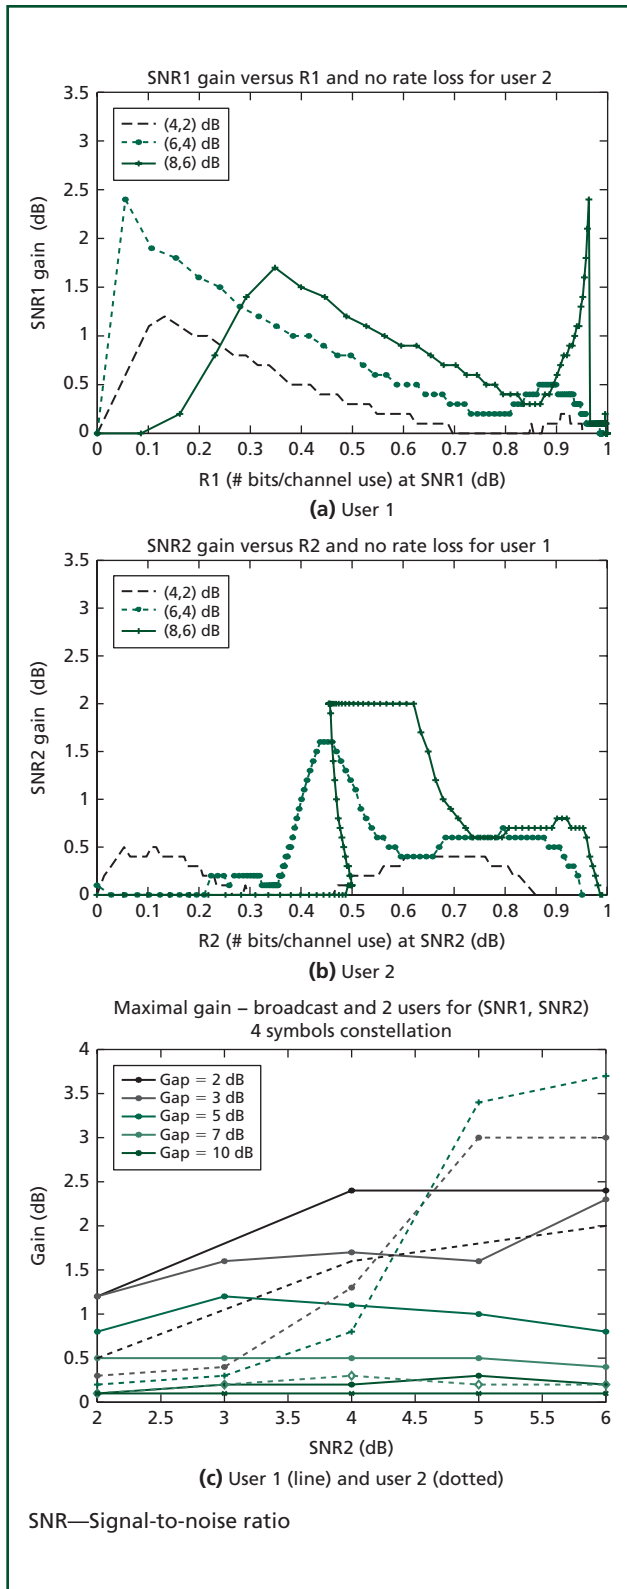 SNR1 gain versus R1 and no rate loss for user 2
3.5
3
2.5
2
1.5
1
0.5
0
SNR1 gain (dB)
(4,2) dB
(6,4) dB
(8,6) dB
0 0.1 0.2 0.3 0.4 0.5 0.6 0.7 0.8 0.9 1
R1 (# bits/channel use) at SNR1 (dB)
(a) User 1
SNR2 gain versus R2 and no rate loss for user 1
3.5
3
2.5
2
1.5
1
0.5
0
SNR2 gain (dB)
(4,2) dB
(6,4) dB
(8,6) dB
0 0.1 0.2 0.3 0.4 0.5 0.6 0.7 0.8 0.9 1
R2 (# bits/channel use) at SNR2 (dB)
(b) User 2
Maximal gain – broadcast and 2 users for (SNR1, SNR2)
4 symbols constellation
4
3.5
3
2.5
2
1.5
1
0.5
0
Gain (dB)
Gap = 2 dB
Gap = 3 dB
Gap = 5 dB
Gap = 7 dB
Gap = 10 dB
2 2.5 3 3.5 4 4.5 5 5.5 6
SNR2 (dB)
(c) User 1 (line) and user 2 (dotted)
SNR—Signal-to-noise ratio